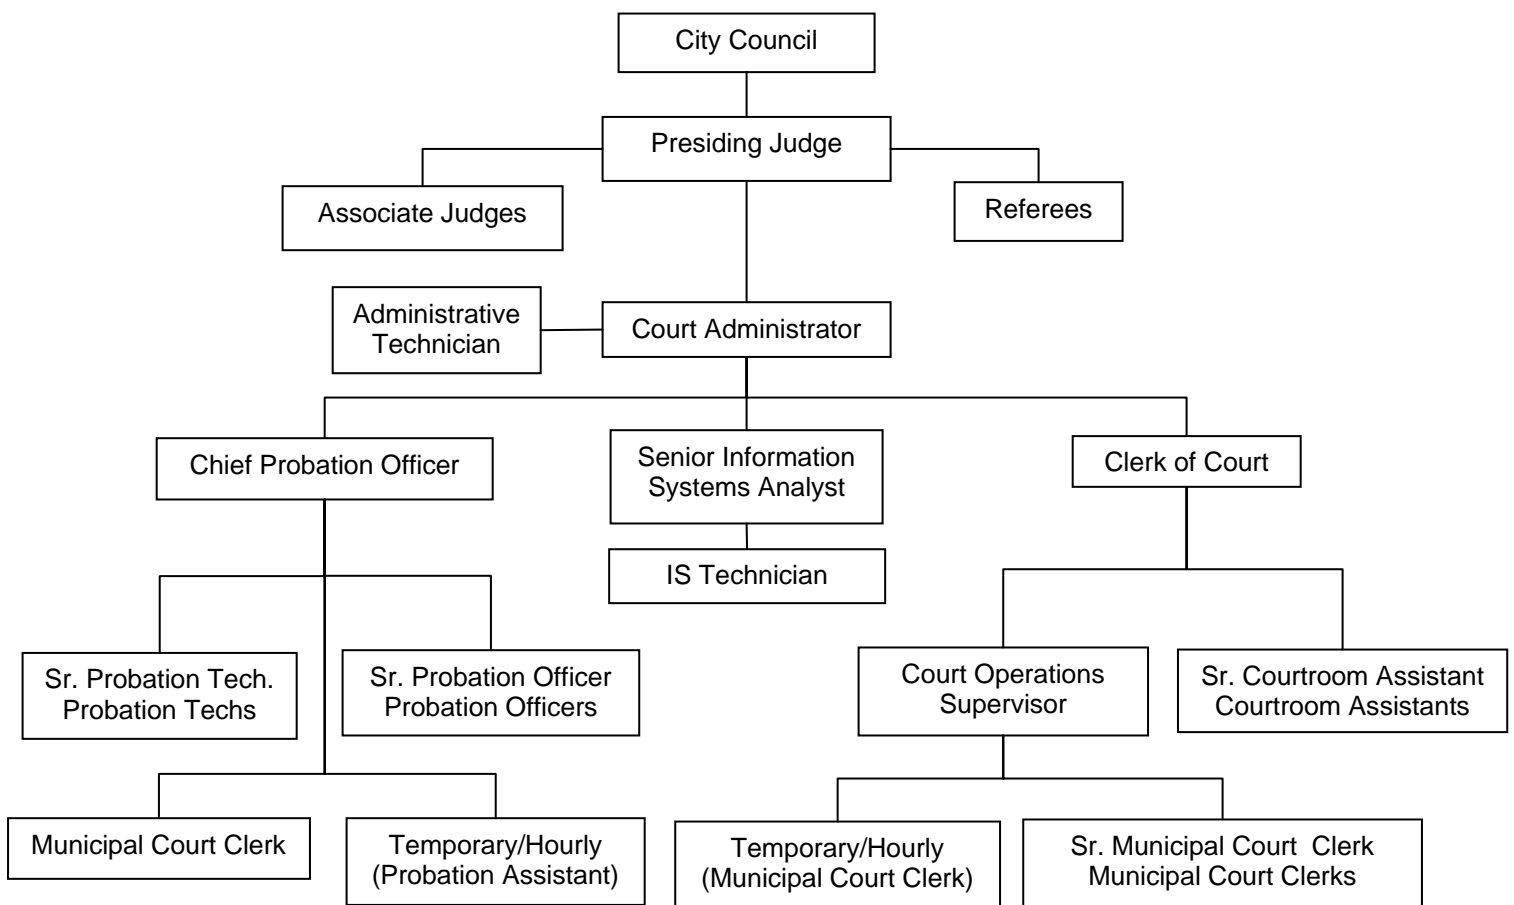 City Council
Presiding Judge
Associate Judges
Referees
Administrative
Technician
Court Administrator
Chief Probation Officer
Senior Information
Systems Analyst
Clerk of Court
IS Technician
Sr. Probation Tech.
Probation Techs
Sr. Probation Officer
Probation Officers
Court Operations
Supervisor
Sr. Courtroom Assistant
Courtroom Assistants
Municipal Court Clerk
Temporary/Hourly
(Probation Assistant)
Temporary/Hourly
(Municipal Court Clerk)
Sr. Municipal Court  Clerk
Municipal Court Clerks